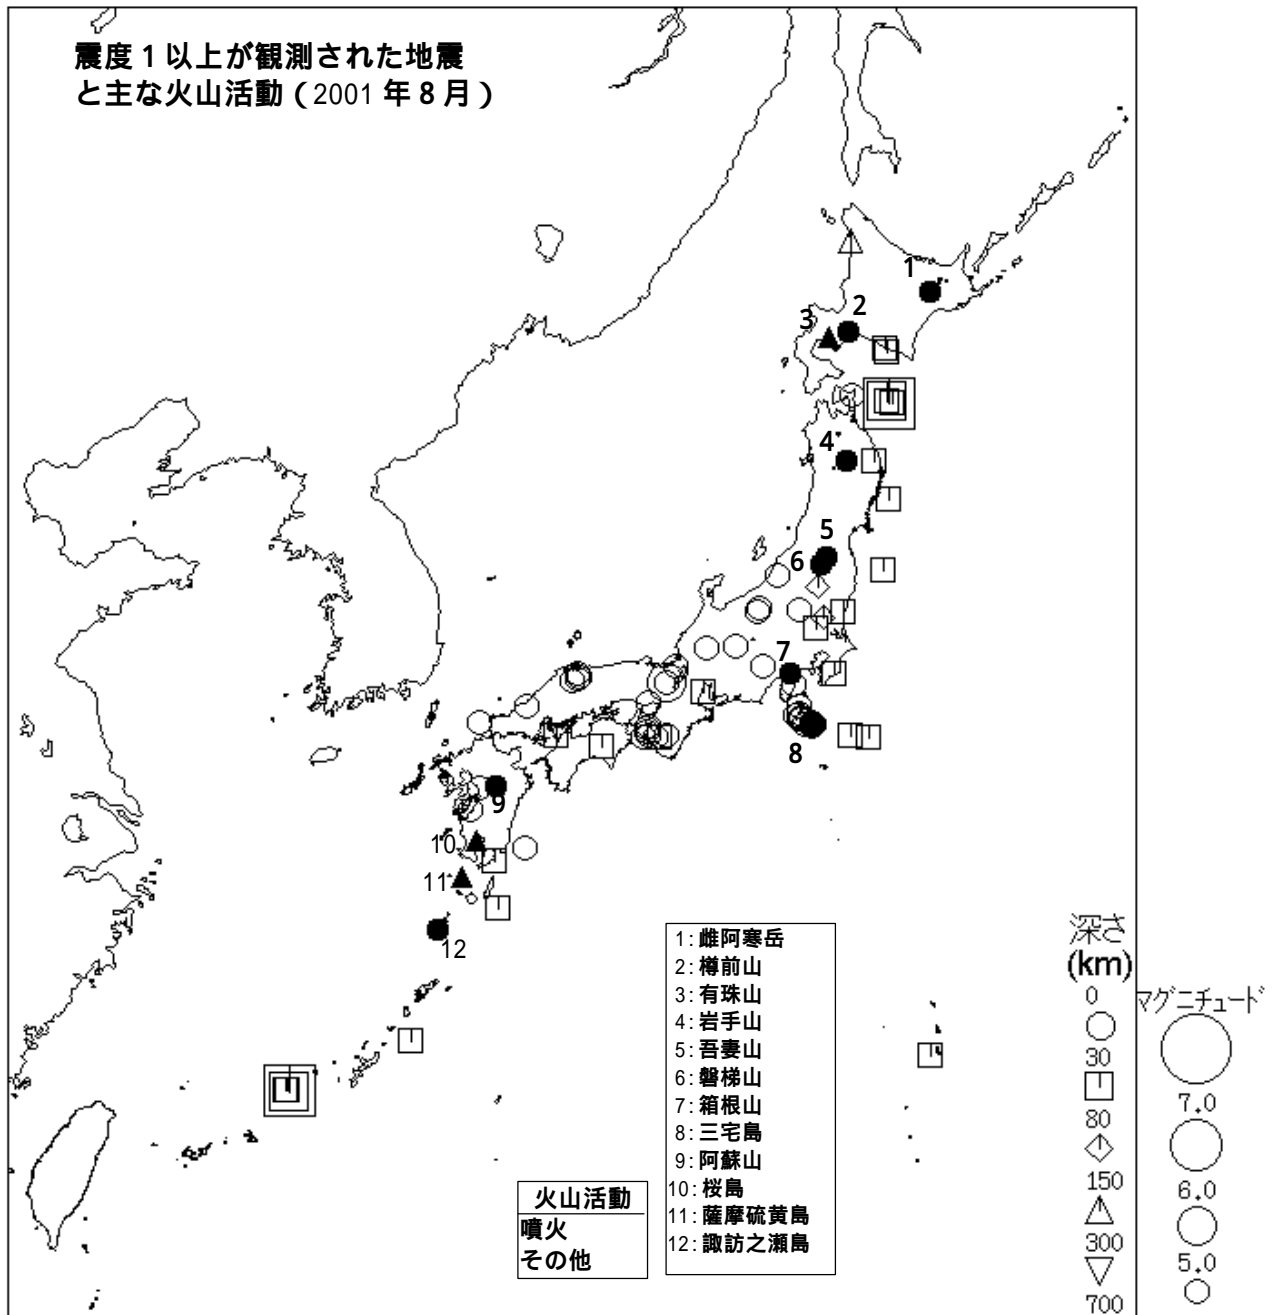 震度１以上が観測された地震
と主な火山活動（2001 年８月）
1
2
3
4
5
6
7
8
9
10
11
12
1:雌阿寒岳
2:樽前山
3:有珠山
4:岩手山
5:吾妻山
6:磐梯山
7:箱根山
8:三宅島
9:阿蘇山
10:桜島
11:薩摩硫黄島
12:諏訪之瀬島
火山活動
噴火
その他
深さ
(km)
0
30
80
150
300
700
マグニチュード
7.0
6.0
5.0